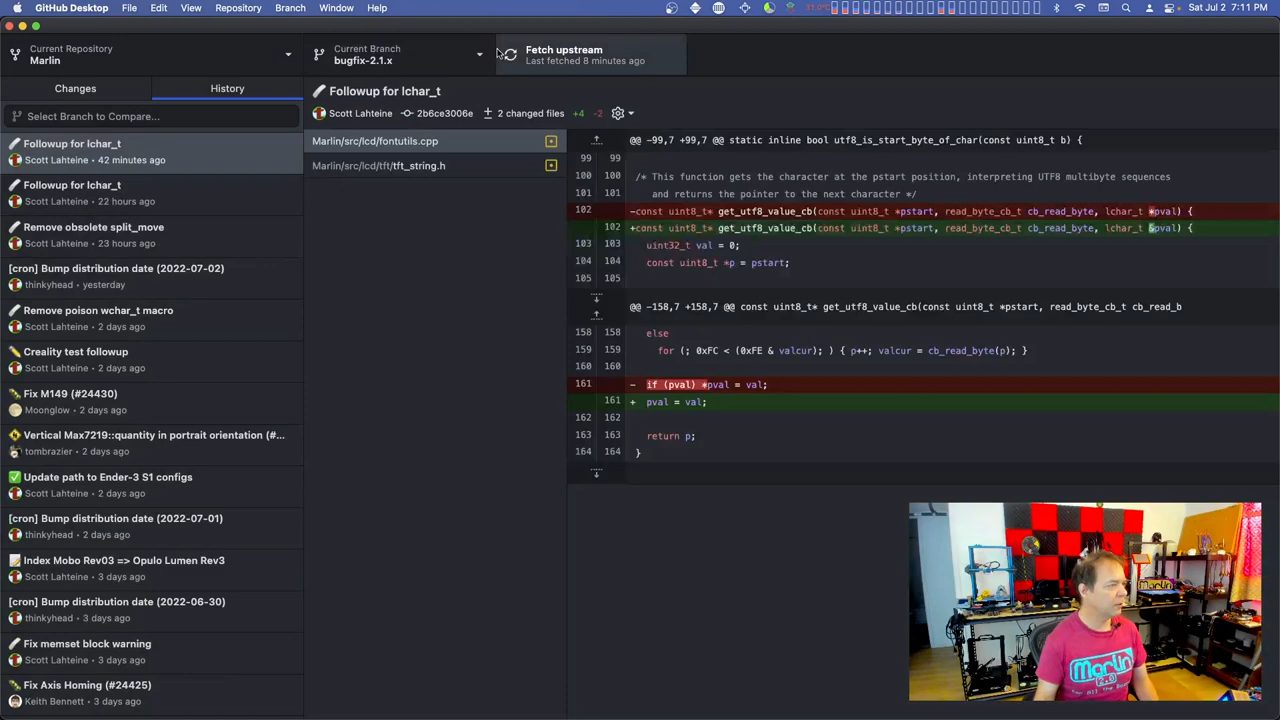 GitHub Desktop File Edit View Repository Branch Window Help
Sat Jul 2 7:11 PM
Current Repository
Marlin
Current Branch
bugfix-2.1.x
Fetch upstream
Last fetched 8 minutes ago
Changes
History
Select Branch to Compare...
Followup for lchar_t
Scott Lahteine • 42 minutes ago
Followup for lchar_t
Scott Lahteine • 22 hours ago
Remove obsolete split_move
Scott Lahteine • 23 hours ago
[cron] Bump distribution date (2022-07-02)
thinkyhead • yesterday
Remove poison wchar_t macro
Scott Lahteine • 2 days ago
Creality test followup
Scott Lahteine • 2 days ago
Fix M149 (#24430)
Moonglow • 2 days ago
Vertical Max7219::quantity in portrait orientation (#...
tombrazier • 2 days ago
Update path to Ender-3 S1 configs
Scott Lahteine • 2 days ago
[cron] Bump distribution date (2022-07-01)
thinkyhead • 2 days ago
Index Mobo Rev03 => Opulo Lumen Rev3
Scott Lahteine • 3 days ago
[cron] Bump distribution date (2022-06-30)
thinkyhead • 3 days ago
Fix memset block warning
Scott Lahteine • 3 days ago
Fix Axis Homing (#24425)
Keith Bennett • 3 days ago
Followup for lchar_t
Scott Lahteine 2b6ce3006e 2 changed files +4 -2
Marlin/src/lcd/fontutils.cpp
Marlin/src/lcd/tft/tft_string.h
@@ -99,7 +99,7 @@ static inline bool utf8_is_start_byte_of_char(const uint8_t b) {
99 99
100 100 /* This function gets the character at the pstart position, interpreting UTF8 multibyte sequences
101 101 and returns the pointer to the next character */
102 -const uint8_t* get_utf8_value_cb(const uint8_t *pstart, read_byte_cb_t cb_read_byte, lchar_t *pval) {
102 +const uint8_t* get_utf8_value_cb(const uint8_t *pstart, read_byte_cb_t cb_read_byte, lchar_t &pval) {
103 103 uint32_t val = 0;
104 104 const uint8_t *p = pstart;
105 105
@@ -158,7 +158,7 @@ const uint8_t* get_utf8_value_cb(const uint8_t *pstart, read_byte_cb_t cb_read_b
158 158 else
159 159 for (; 0xFC < (0xFE & valcur); ) { p++; valcur = cb_read_byte(p); }
160 160
161 - if (pval) *pval = val;
161 + pval = val;
162 162
163 163 return p;
164 164 }
Marlin
2.0